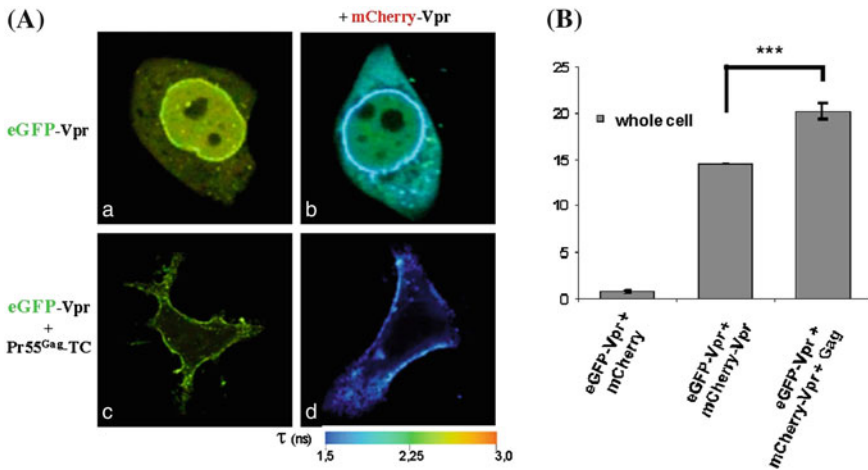 (A)
+ mCherry-Vpr
eGFP-Vpr
a
b
eGFP-Vpr
+
Pr55Gag-TC
c
d
τ (ns)
1,5
2,25
3,0
(B)
***
25
20
15
10
5
0
whole cell
eGFP-Vpr +
mCherry
eGFP-Vpr +
mCherry-Vpr
eGFP-Vpr +
mCherry-Vpr + Gag